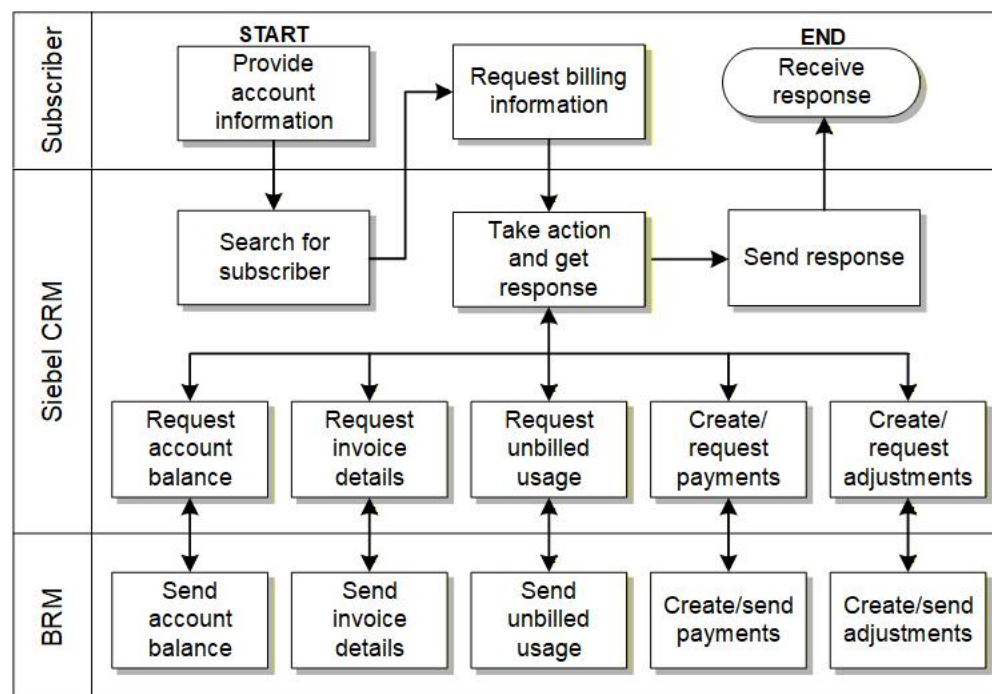 Subscriber
START
Provide
account
information
Request billing
information
END
Receive
response
Siebel CRM
Search for
subscriber
Take action
and get
response
Send response
Request
account
balance
Request
invoice
details
Request
unbilled
usage
Create/
request
payments
Create/
request
adjustments
BRM
Send
account
balance
Send
invoice
details
Send
unbilled
usage
Create/send
payments
Create/send
adjustments